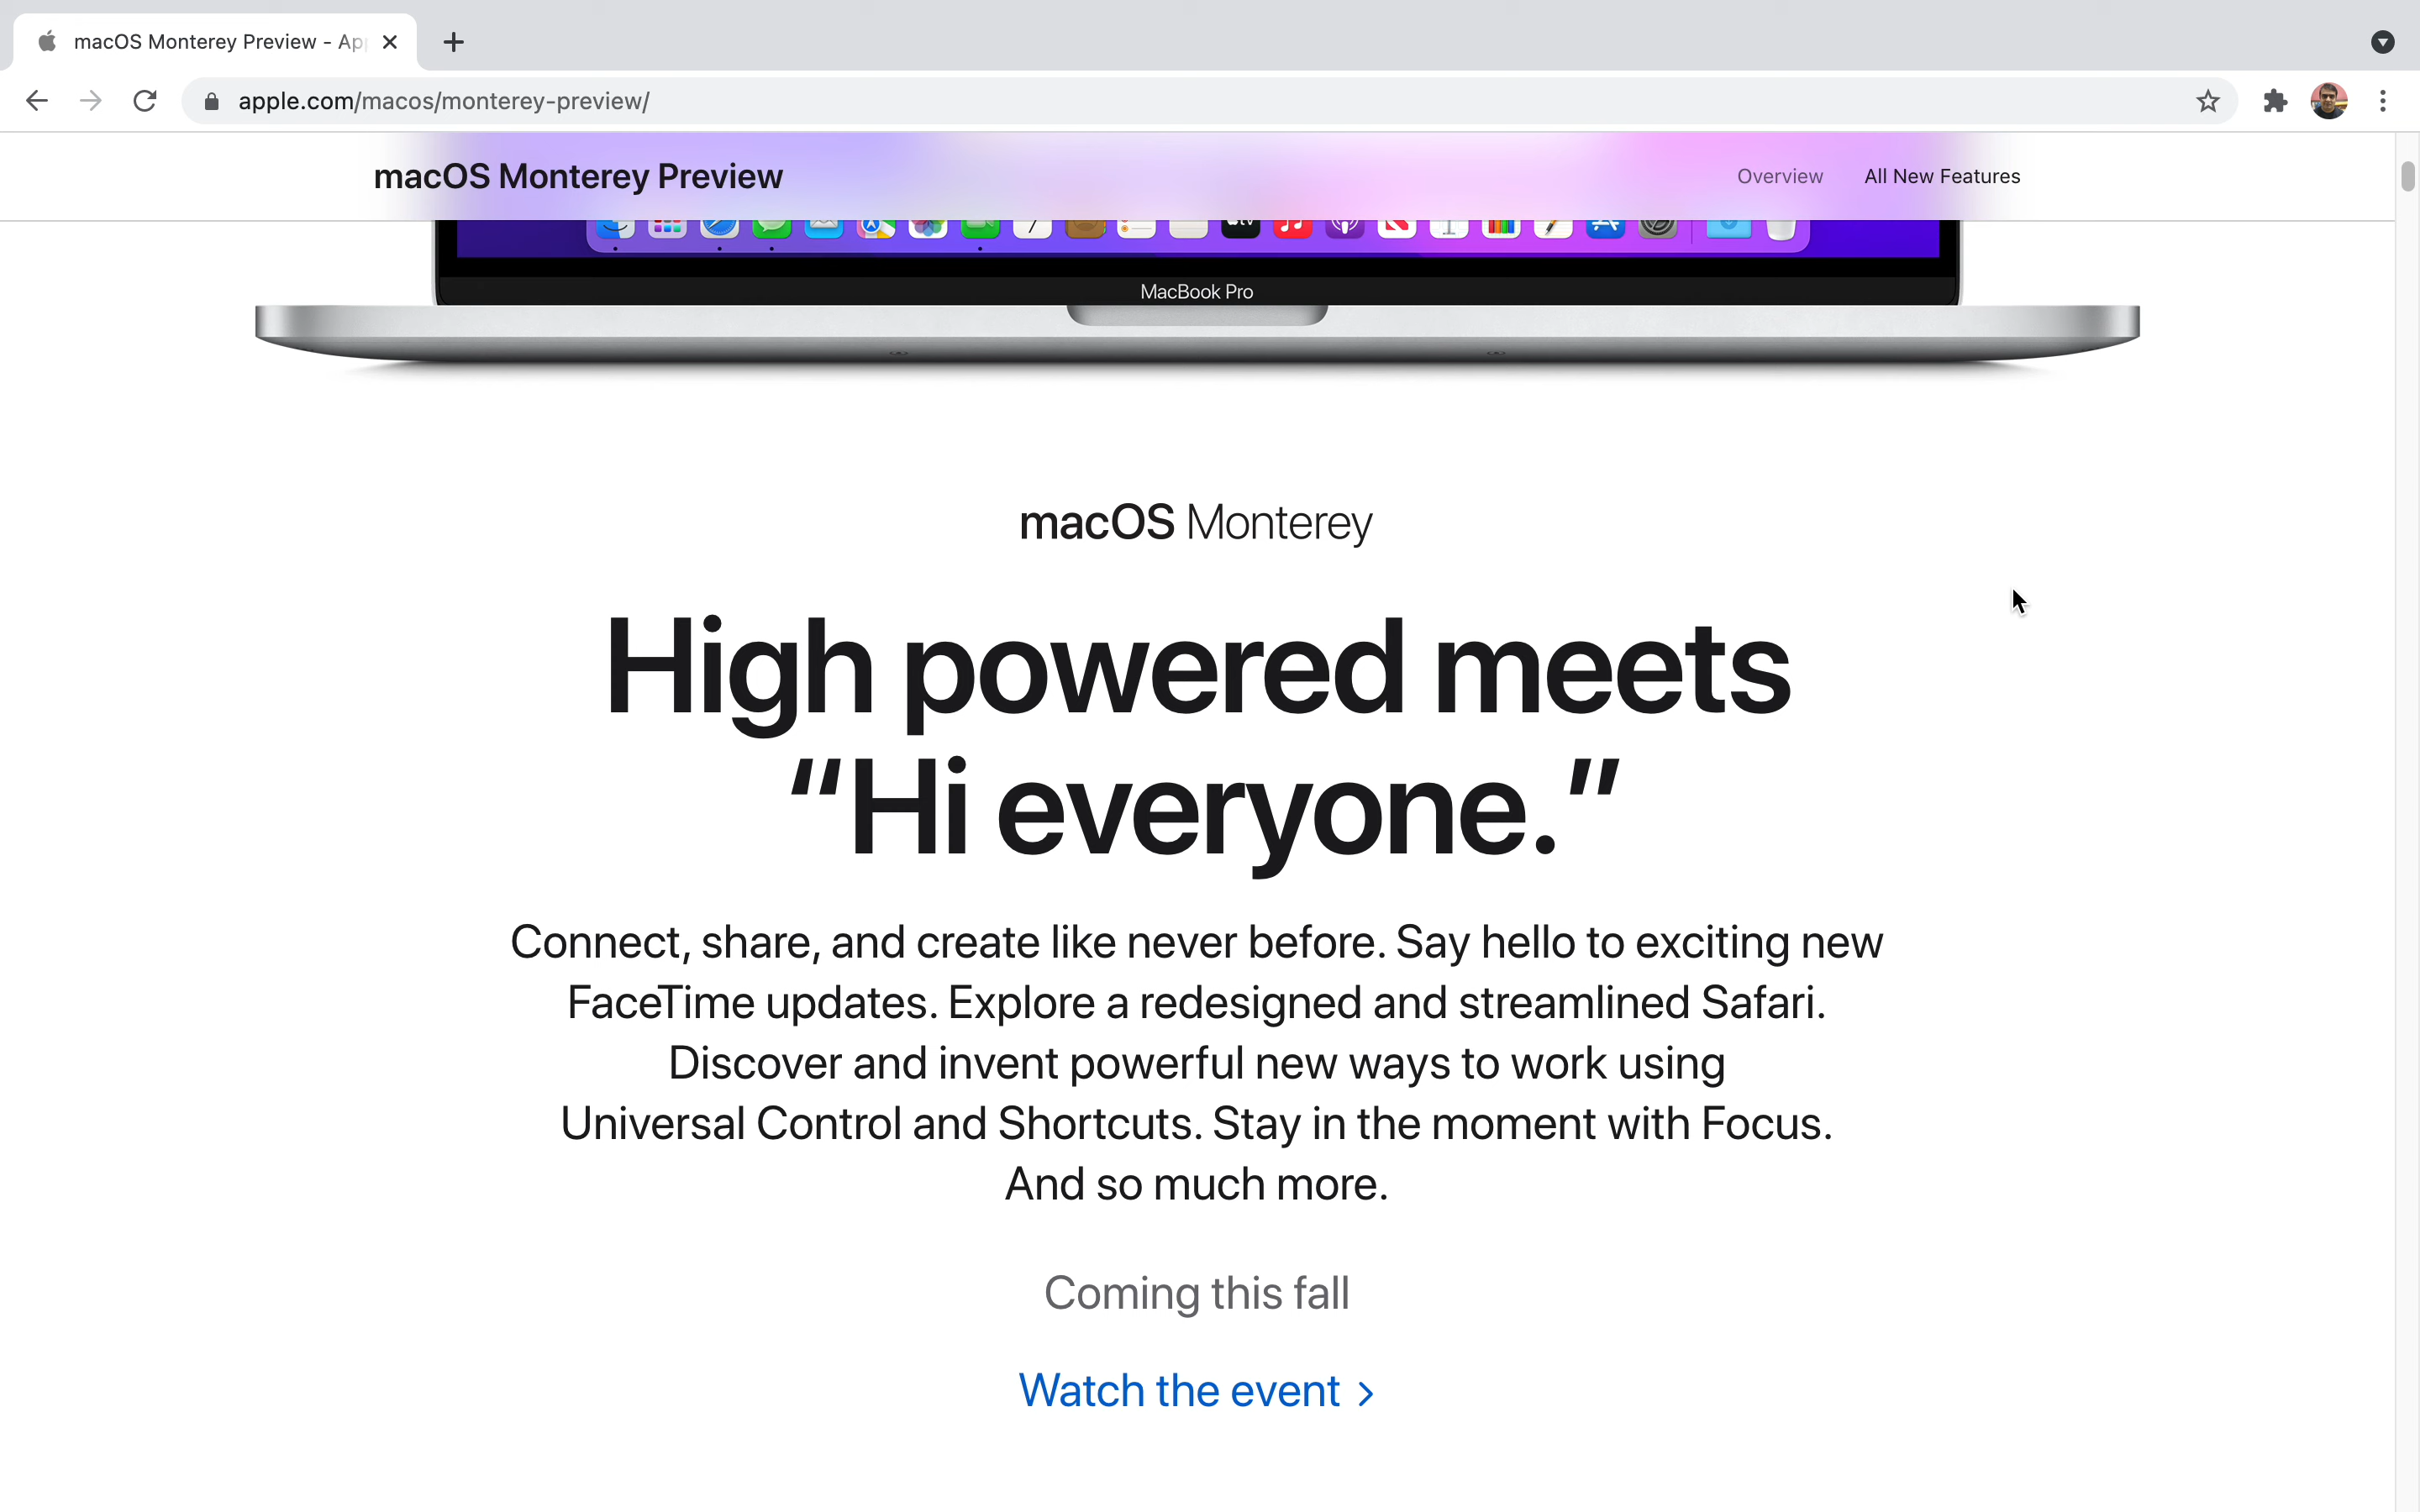 macOS Monterey Preview - Ap
apple.com/macos/monterey-preview/
macOS Monterey Preview
Overview
All New Features
MacBook Pro
macOS Monterey
High powered meets
“Hi everyone.”
Connect, share, and create like never before. Say hello to exciting new
FaceTime updates. Explore a redesigned and streamlined Safari.
Discover and invent powerful new ways to work using
Universal Control and Shortcuts. Stay in the moment with Focus.
And so much more.
Coming this fall
Watch the event >